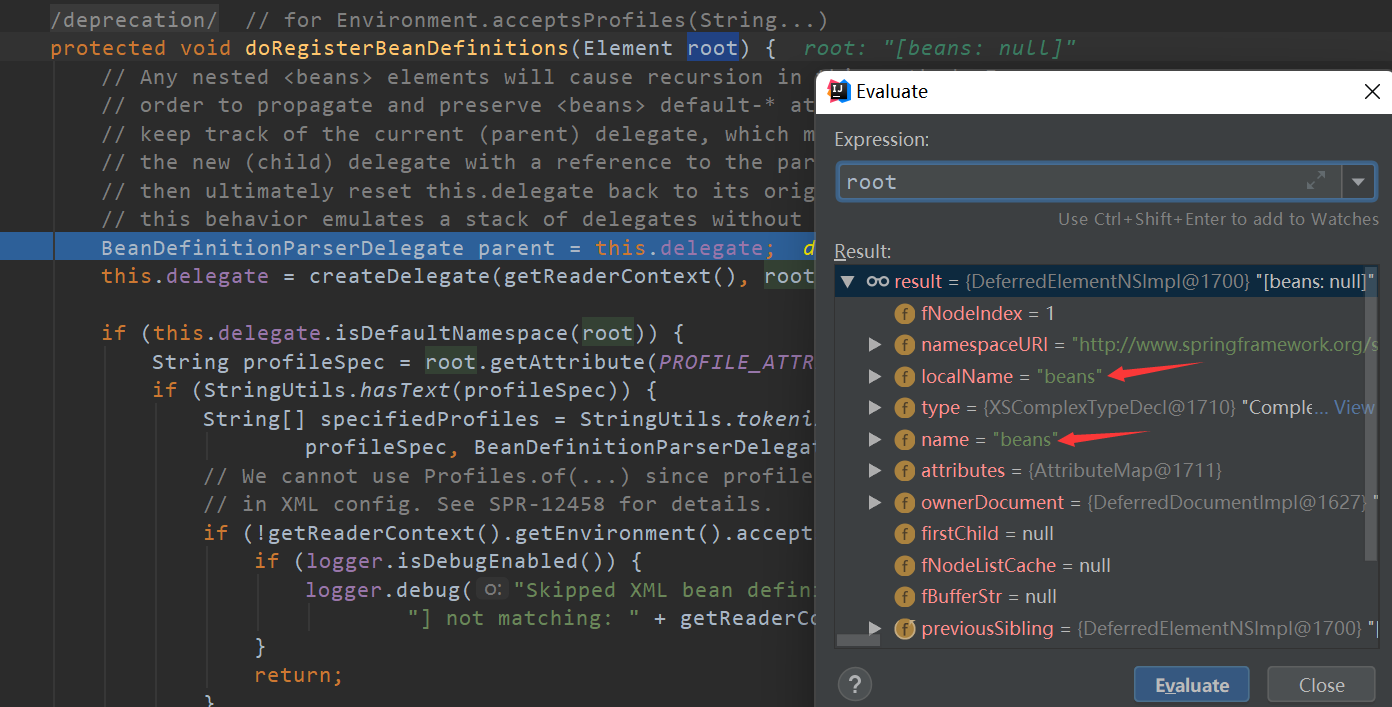 /deprecation/  // for Environment.acceptsProfiles(String...)
protected void doRegisterBeanDefinitions(Element root) {  root: "[beans: null]"
// Any nested <beans> elements will cause recursion in
// order to propagate and preserve <beans> default-* at
// keep track of the current (parent) delegate, which m
// the new (child) delegate with a reference to the par
// then ultimately reset this.delegate back to its orig
// this behavior emulates a stack of delegates without
BeanDefinitionParserDelegate parent = this.delegate;  d
this.delegate = createDelegate(getReaderContext(), root
if (this.delegate.isDefaultNamespace(root)) {
String profileSpec = root.getAttribute(PROFILE_ATTR
if (StringUtils.hasText(profileSpec)) {
String[] specifiedProfiles = StringUtils.tokeni
profileSpec, BeanDefinitionParserDelegat
// We cannot use Profiles.of(...) since profile
// in XML config. See SPR-12458 for details.
if (!getReaderContext().getEnvironment().accept
if (logger.isDebugEnabled()) {
logger.debug( o: "Skipped XML bean defini
"] not matching: " + getReaderCo
}
return;
}
Evaluate
Expression:
root
Use Ctrl+Shift+Enter to add to Watches
Result:
result = {DeferredElementNSImpl@1700} "[beans: null]"
fNodeIndex = 1
namespaceURI = "http://www.springframework.org/s
localName = "beans"
type = {XSComplexTypeDecl@1710} "Comple... View
name = "beans"
attributes = {AttributeMap@1711}
ownerDocument = {DeferredDocumentImpl@1627} "
firstChild = null
fNodeListCache = null
fBufferStr = null
previousSibling = {DeferredElementNSImpl@1700} "[
?
Evaluate
Close